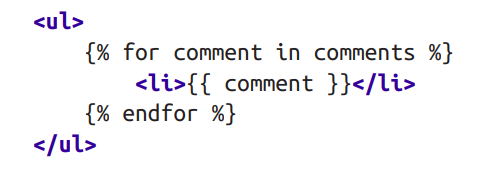 <ul>
    {% for comment in comments %}
        <li>{{ comment }}</li>
    {% endfor %}
</ul>